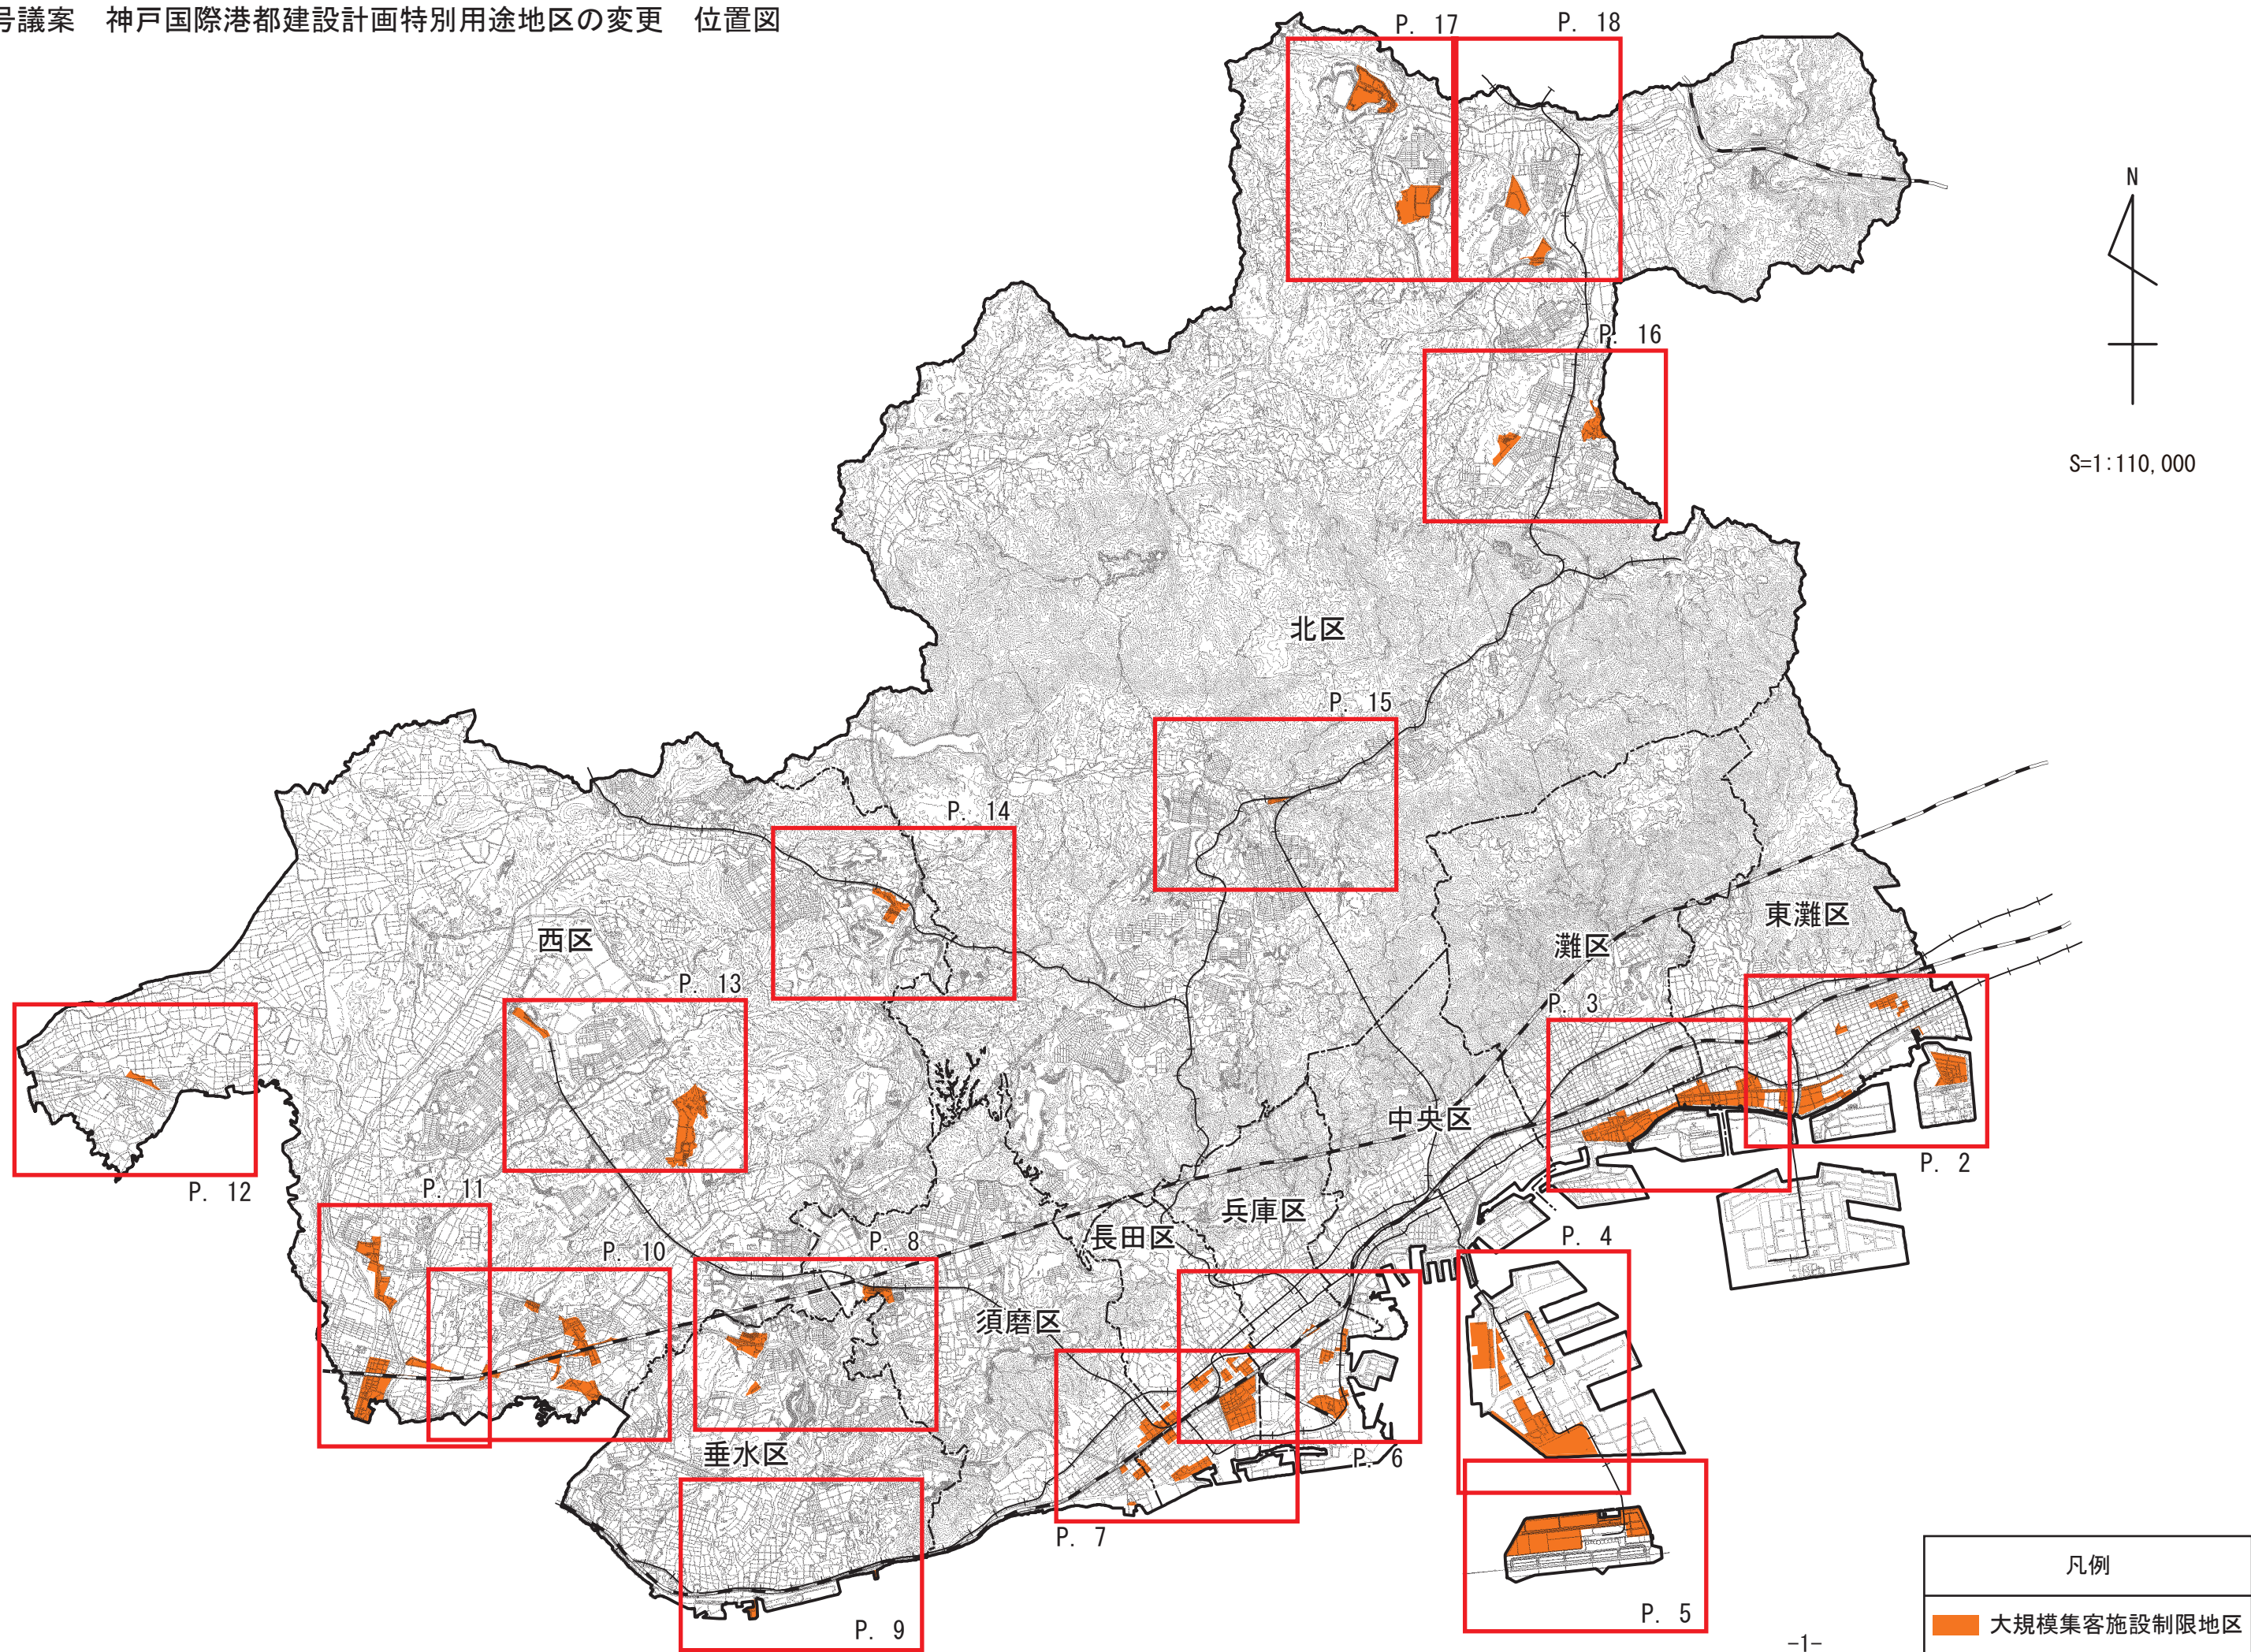 号議案　神戸国際港都建設計画特別用途地区の変更　位置図
P. 17
P. 18
N
P. 16
S=1:110,000
北区
P. 15
P. 14
東灘区
西区
灘区
P. 13
P. 3
中央区
P. 2
P. 12
P. 11
兵庫区
長田区
P. 4
P. 8
P. 10
須磨区
垂水区
P. 6
P. 7
凡例
P. 5
P. 9
大規模集客施設制限地区
-1-